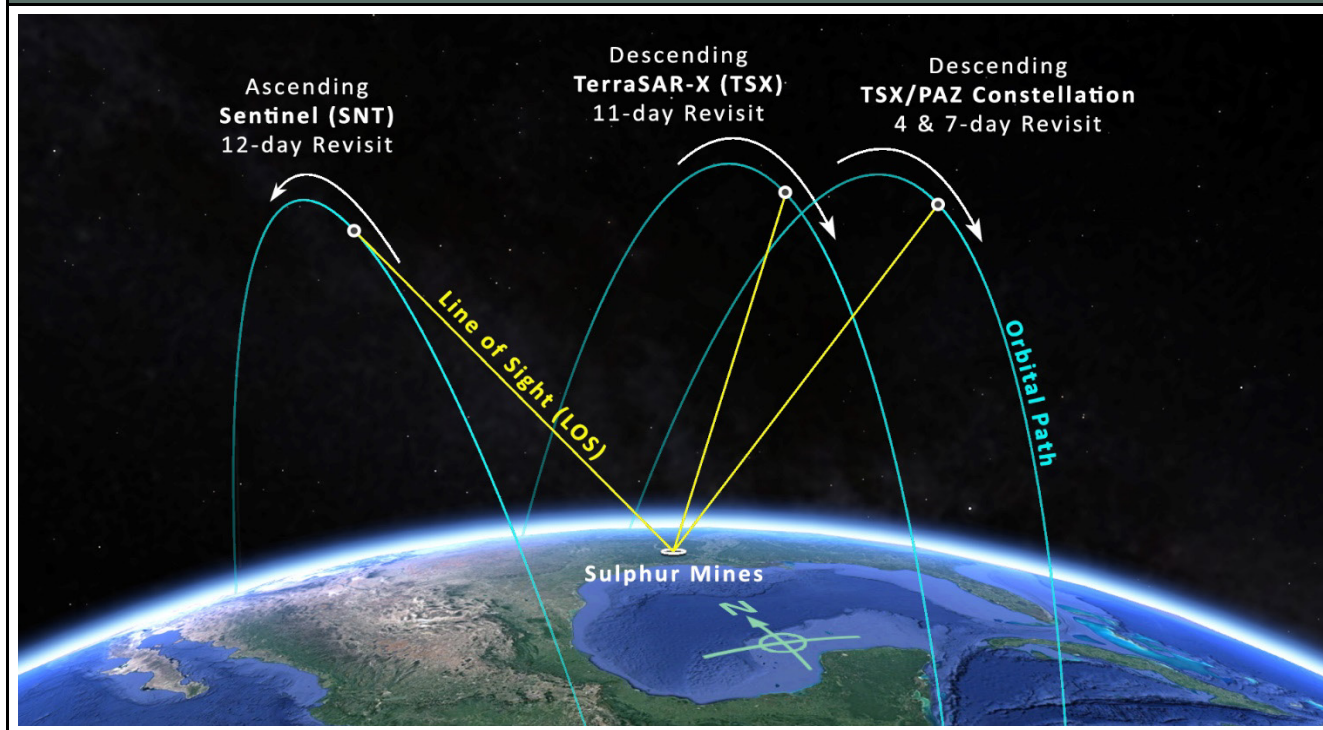 Ascending
Sentinel (SNT)
12-day Revisit
Descending
TerraSAR-X (TSX)
11-day Revisit
Descending
TSX/PAZ Constellation
4 & 7-day Revisit
Line of Sight (LOS)
Orbital Path
Sulphur Mines
N